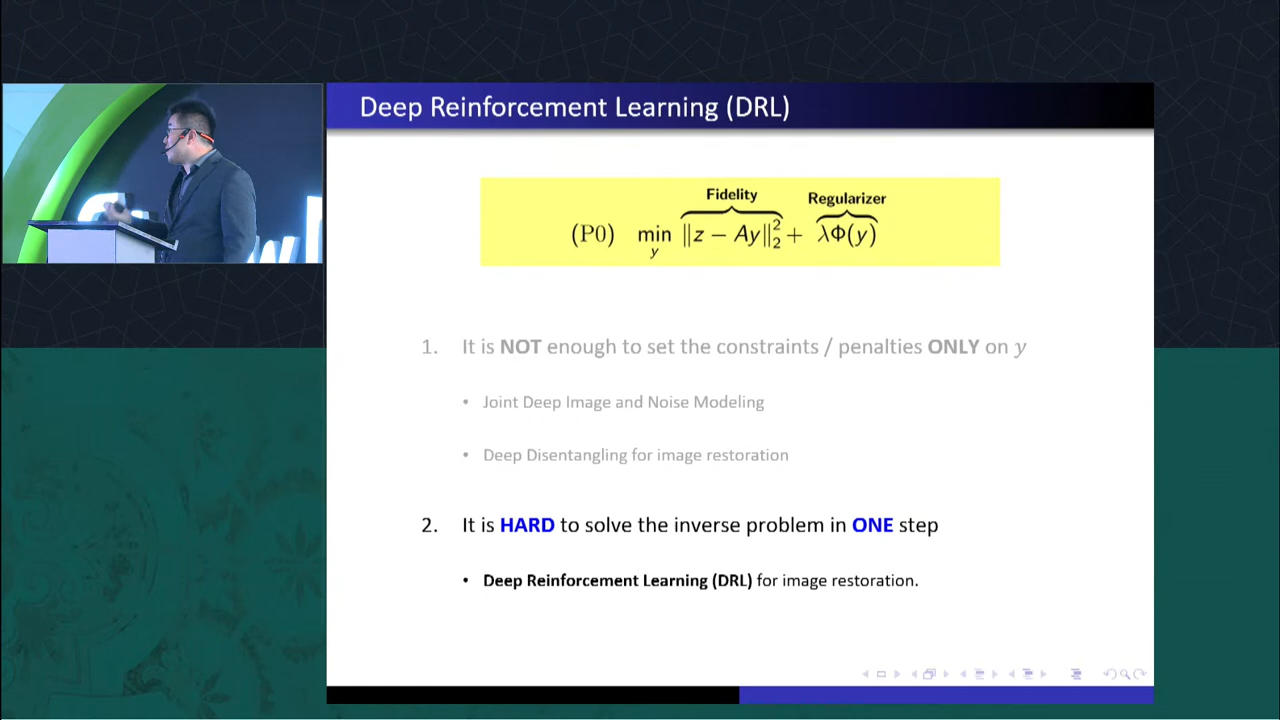 Deep Reinforcement Learning (DRL)
Fidelity
Regularizer
(P0) min_y ‖z − Ay‖₂² + λΦ(y)
1. It is NOT enough to set the constraints / penalties ONLY on y
• Joint Deep Image and Noise Modeling
• Deep Disentangling for image restoration
2. It is HARD to solve the inverse problem in ONE step
• Deep Reinforcement Learning (DRL) for image restoration.